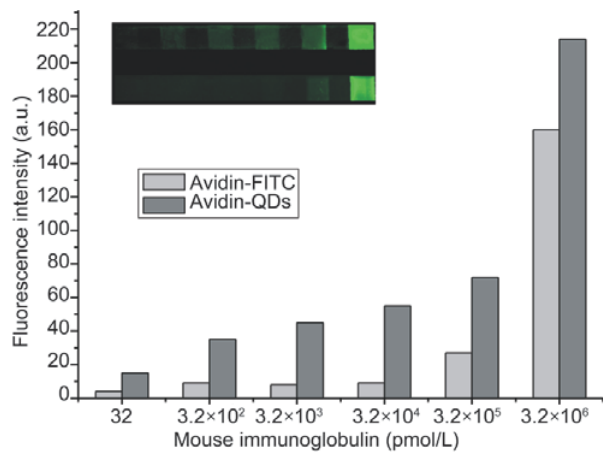 Fluorescence intensity (a.u.)
220
200
180
160
140
120
100
80
60
40
20
0
Avidin-FITC
Avidin-QDs
32 3.2×10² 3.2×10³ 3.2×10⁴ 3.2×10⁵ 3.2×10⁶
Mouse immunoglobulin (pmol/L)